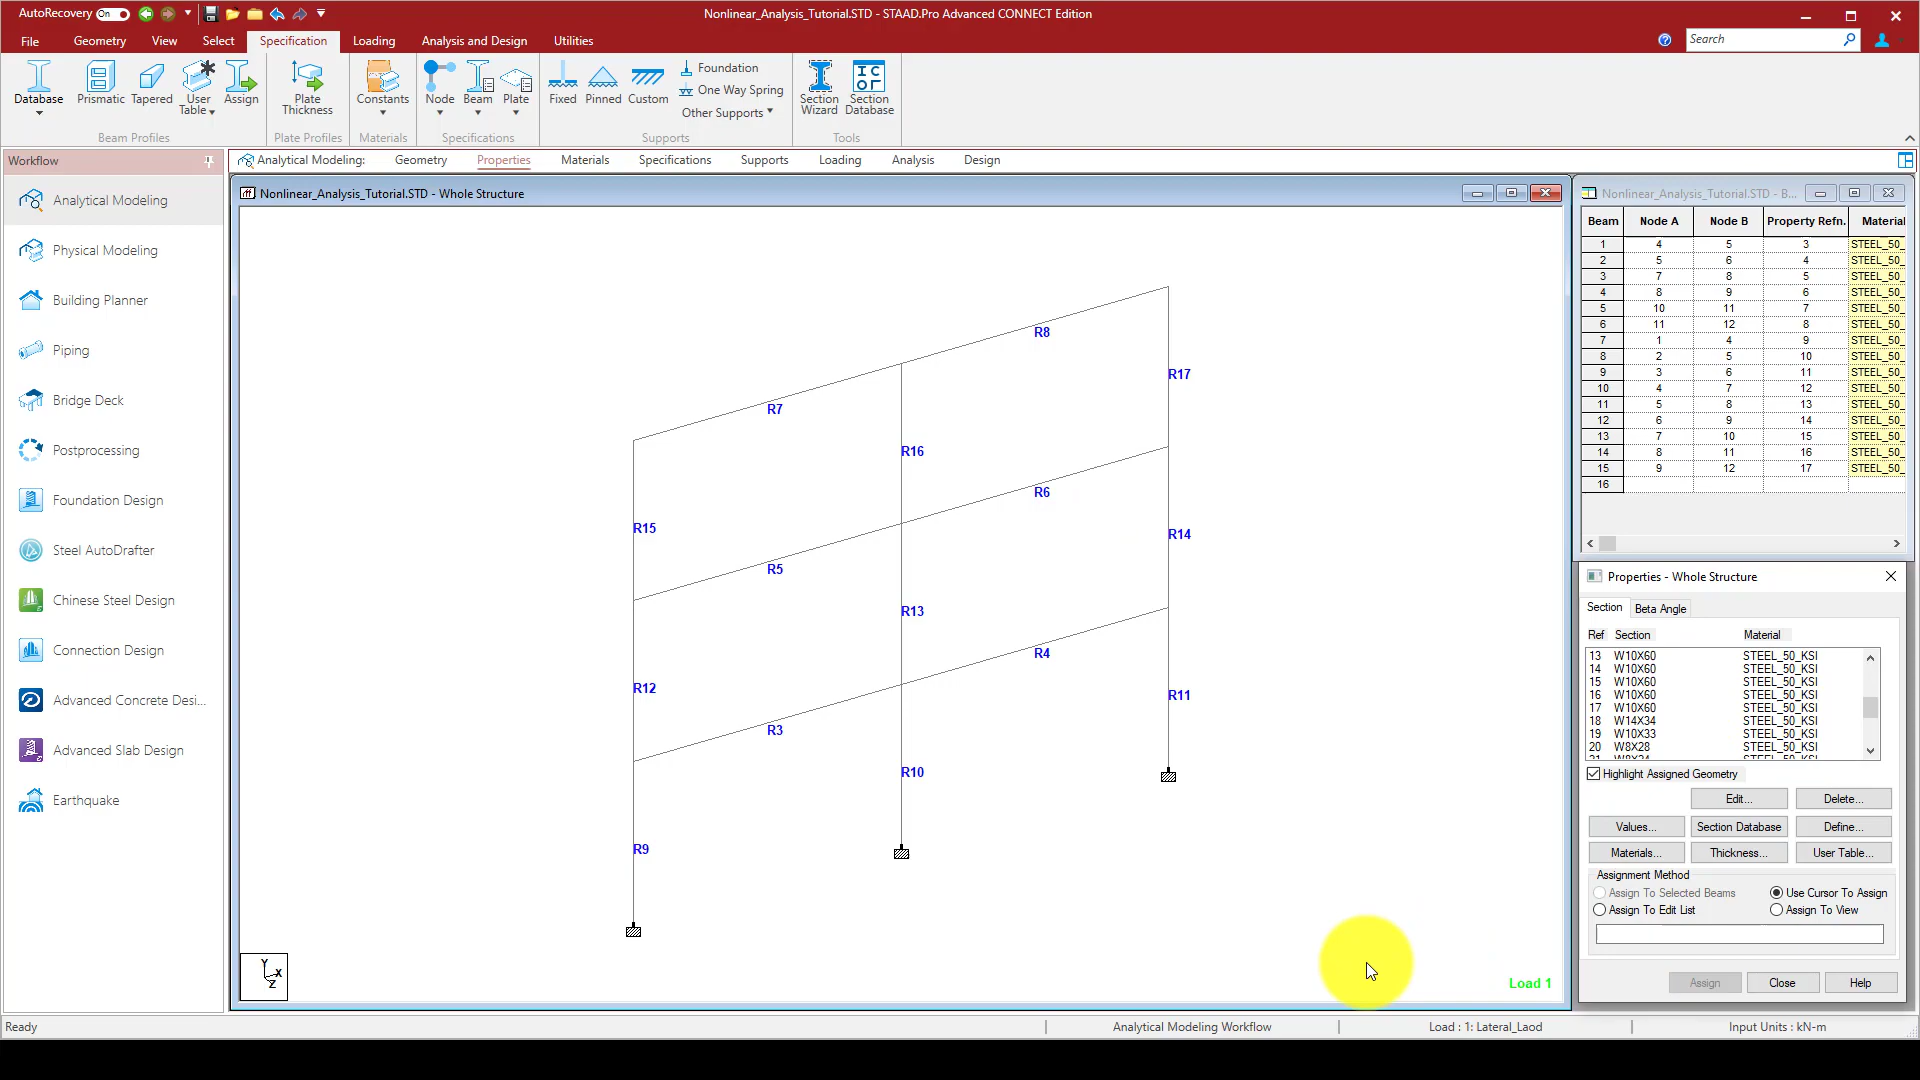 AutoRecovery On
Nonlinear_Analysis_Tutorial.STD - STAAD.Pro Advanced CONNECT Edition
File Geometry View Select Specification Loading Analysis and Design Utilities
Search
Database Prismatic Tapered User Table Assign
Beam Profiles
Plate Thickness
Plate Profiles
Constants
Materials
Node Beam Plate
Specifications
Fixed Pinned Custom
Foundation
One Way Spring
Other Supports
Supports
Section Wizard
Section Database
Tools
Workflow
Analytical Modeling
Physical Modeling
Building Planner
Piping
Bridge Deck
Postprocessing
Foundation Design
Steel AutoDrafter
Chinese Steel Design
Connection Design
Advanced Concrete Desi...
Advanced Slab Design
Earthquake
Analytical Modeling: Geometry Properties Materials Specifications Supports Loading Analysis Design
Nonlinear_Analysis_Tutorial.STD - Whole Structure
R8
R17
R7
R16
R6
R15
R14
R5
R13
R4
R12
R11
R3
R10
R9
Y
X
Z
Load 1
Nonlinear_Analysis_Tutorial.STD - B...
Beam Node A Node B Property Refn. Material
1 4 5 3 STEEL_50_
2 5 6 4 STEEL_50_
3 7 8 5 STEEL_50_
4 8 9 6 STEEL_50_
5 10 11 7 STEEL_50_
6 11 12 8 STEEL_50_
7 1 4 9 STEEL_50_
8 2 5 10 STEEL_50_
9 3 6 11 STEEL_50_
10 4 7 12 STEEL_50_
11 5 8 13 STEEL_50_
12 6 9 14 STEEL_50_
13 7 10 15 STEEL_50_
14 8 11 16 STEEL_50_
15 9 12 17 STEEL_50_
16
Properties - Whole Structure
Section Beta Angle
Ref Section Material
13 W10X60 STEEL_50_KSI
14 W10X60 STEEL_50_KSI
15 W10X60 STEEL_50_KSI
16 W10X60 STEEL_50_KSI
17 W10X60 STEEL_50_KSI
18 W14X34 STEEL_50_KSI
19 W10X33 STEEL_50_KSI
20 W8X28 STEEL_50_KSI
Highlight Assigned Geometry
Edit... Delete...
Values... Section Database Define...
Materials... Thickness... User Table...
Assignment Method
Assign To Selected Beams Use Cursor To Assign
Assign To Edit List Assign To View
Assign Close Help
Ready
Analytical Modeling Workflow
Load : 1: Lateral_Laod
Input Units : kN-m